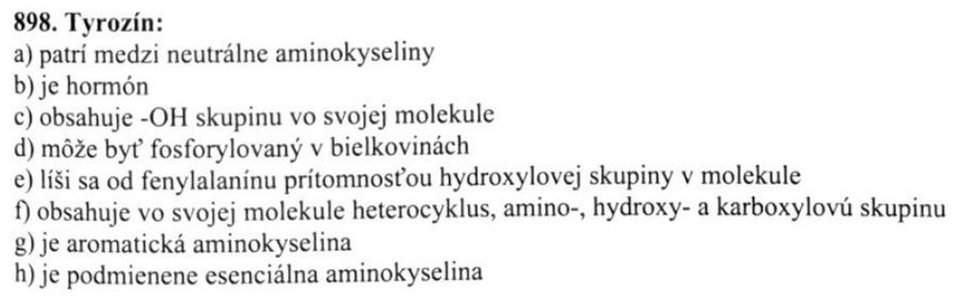 898. Tyrozín:
a) patrí medzi neutrálne aminokyseliny
b) je hormón
c) obsahuje -OH skupinu vo svojej molekule
d) môže byť fosforylovaný v bielkovinách
e) líši sa od fenylalanínu prítomnosťou hydroxylovej skupiny v molekule
f) obsahuje vo svojej molekule heterocyklus, amino-, hydroxy- a karboxylovú skupinu
g) je aromatická aminokyselina
h) je podmienene esenciálna aminokyselina